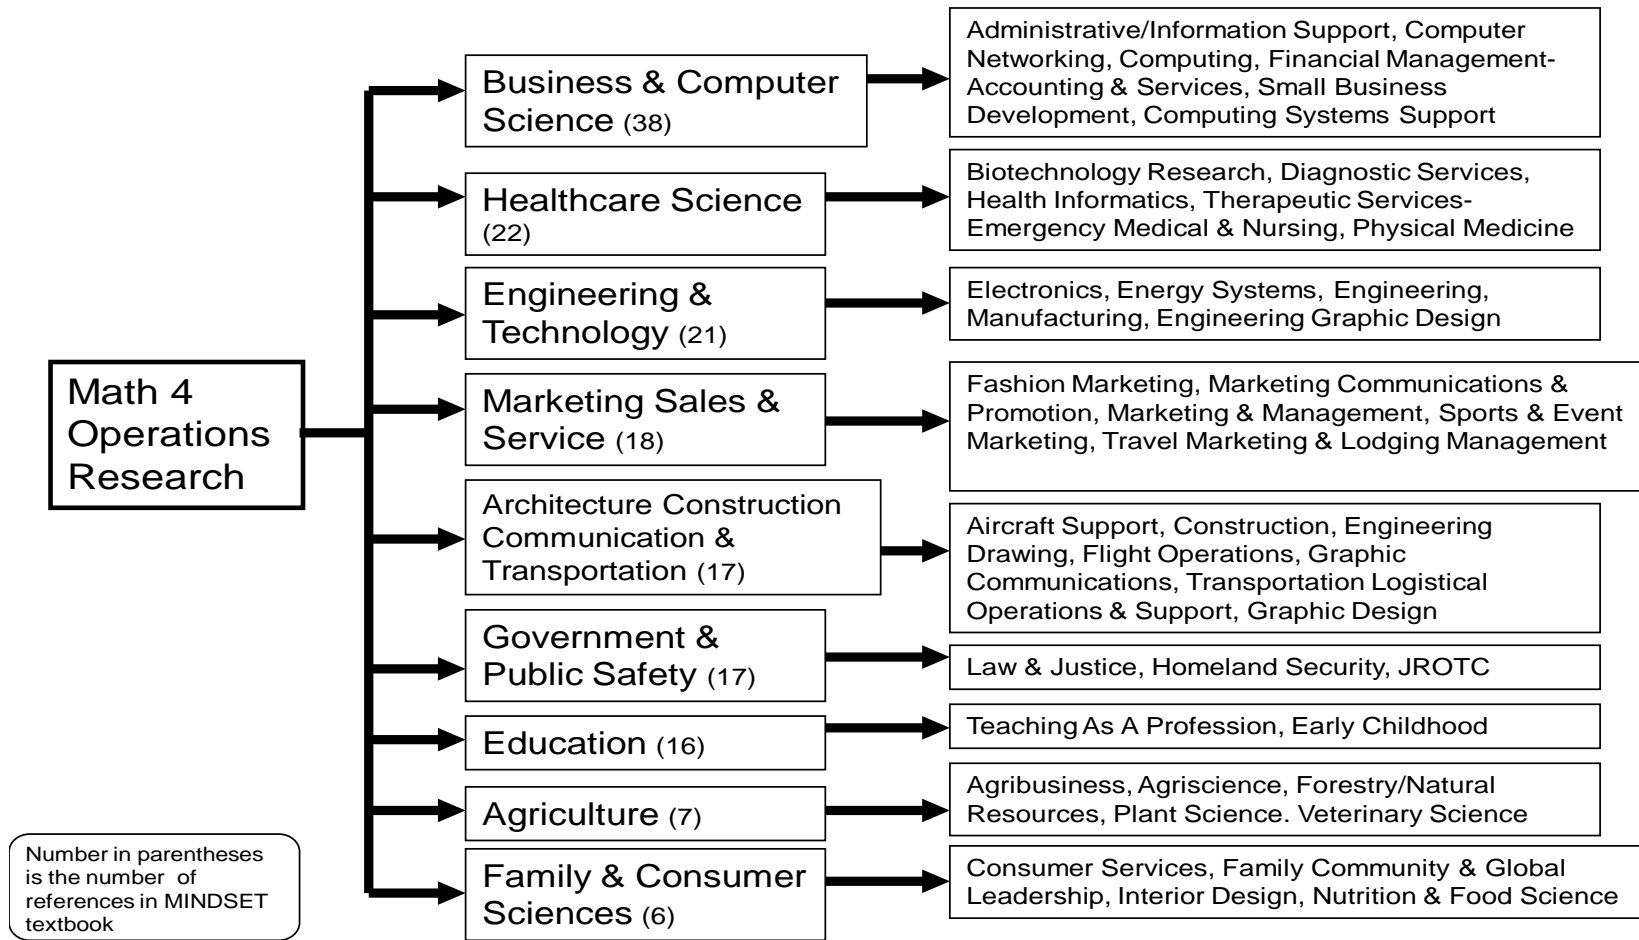 Math 4
Operations
Research
Business & Computer
Science (38)
Administrative/Information Support, Computer
Networking, Computing, Financial Management-
Accounting & Services, Small Business
Development, Computing Systems Support
Healthcare Science
(22)
Biotechnology Research, Diagnostic Services,
Health Informatics, Therapeutic Services-
Emergency Medical & Nursing, Physical Medicine
Engineering &
Technology (21)
Electronics, Energy Systems, Engineering,
Manufacturing, Engineering Graphic Design
Marketing Sales &
Service (18)
Fashion Marketing, Marketing Communications &
Promotion, Marketing & Management, Sports & Event
Marketing, Travel Marketing & Lodging Management
Architecture Construction
Communication &
Transportation (17)
Aircraft Support, Construction, Engineering
Drawing, Flight Operations, Graphic
Communications, Transportation Logistical
Operations & Support, Graphic Design
Government &
Public Safety (17)
Law & Justice, Homeland Security, JROTC
Education (16)
Teaching As A Profession, Early Childhood
Agriculture (7)
Agribusiness, Agriscience, Forestry/Natural
Resources, Plant Science. Veterinary Science
Family & Consumer
Sciences (6)
Consumer Services, Family Community & Global
Leadership, Interior Design, Nutrition & Food Science
Number in parentheses
is the number of
references in MINDSET
textbook